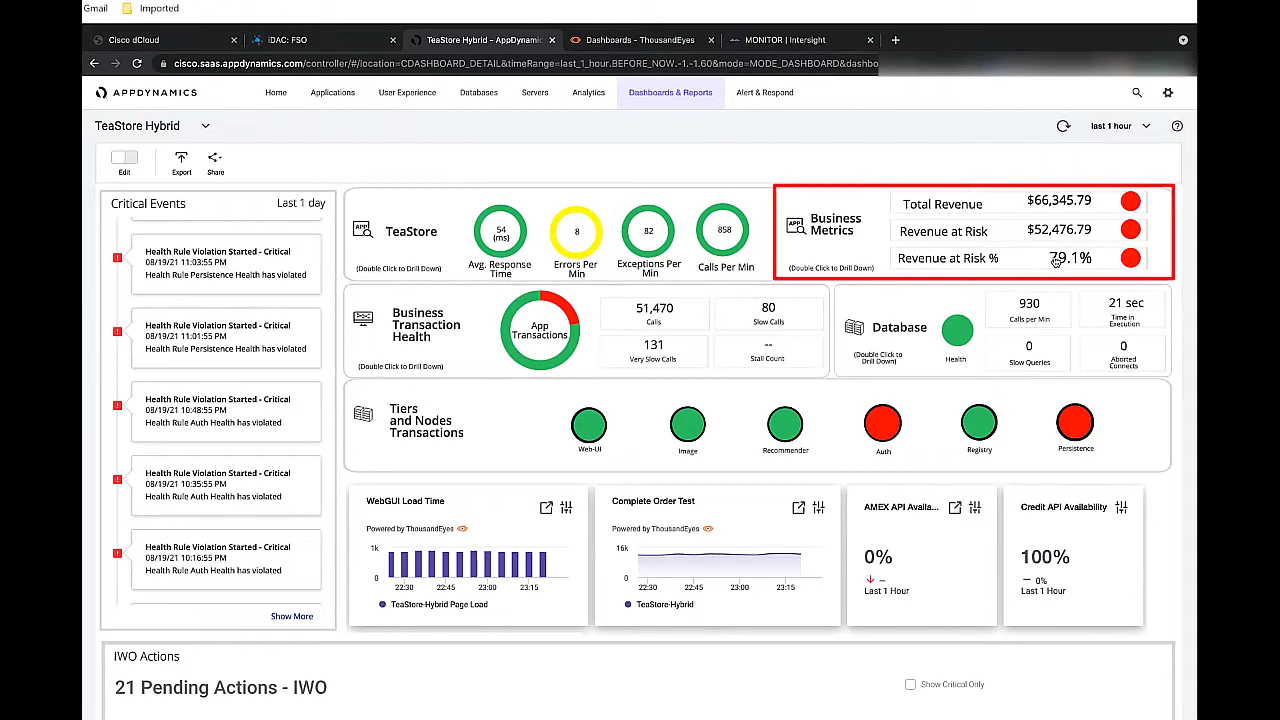 Gmail
Imported
Cisco dCloud
iDAC: FSO
TeaStore Hybrid - AppDynamic
Dashboards - ThousandEyes
MONITOR | Intersight
cisco.saas.appdynamics.com/controller/#/location=CDASHBOARD_DETAIL&timeRange=last_1_hour.BEFORE_NOW.-1.-1.60&mode=MODE_DASHBOARD&dashbo
APPDYNAMICS
Home
Applications
User Experience
Databases
Servers
Analytics
Dashboards & Reports
Alert & Respond
TeaStore Hybrid
last 1 hour
Edit
Export
Share
Critical Events
Last 1 day
Health Rule Violation Started - Critical
08/19/21 11:03:55 PM
Health Rule Persistence Health has violated
Health Rule Violation Started - Critical
08/19/21 11:01:55 PM
Health Rule Persistence Health has violated
Health Rule Violation Started - Critical
08/19/21 10:48:55 PM
Health Rule Auth Health has violated
Health Rule Violation Started - Critical
08/19/21 10:35:55 PM
Health Rule Auth Health has violated
Health Rule Violation Started - Critical
08/19/21 10:16:55 PM
Health Rule Auth Health has violated
Show More
APP
TeaStore
(Double Click to Drill Down)
54
(ms)
Avg. Response
Time
8
Errors Per
Min
82
Exceptions Per
Min
858
Calls Per Min
APP
Business
Metrics
(Double Click to Drill Down)
Total Revenue
$66,345.79
Revenue at Risk
$52,476.79
Revenue at Risk %
79.1%
Business
Transaction
Health
(Double Click to Drill Down)
App
Transactions
51,470
Calls
80
Slow Calls
131
Very Slow Calls
--
Stall Count
Database
(Double Click to
Drill Down)
Health
930
Calls per Min
21 sec
Time in
Execution
0
Slow Queries
0
Aborted
Connects
Tiers
and Nodes
Transactions
Web-UI
Image
Recommender
Auth
Registry
Persistence
WebGUI Load Time
Powered by ThousandEyes
1k
0
22:30
22:45
23:00
23:15
TeaStore-Hybrid Page Load
Complete Order Test
Powered by ThousandEyes
16k
0
22:30
22:45
23:00
23:15
TeaStore-Hybrid
AMEX API Availa...
0%
–
Last 1 Hour
Credit API Availability
100%
0%
Last 1 Hour
IWO Actions
21 Pending Actions - IWO
Show Critical Only